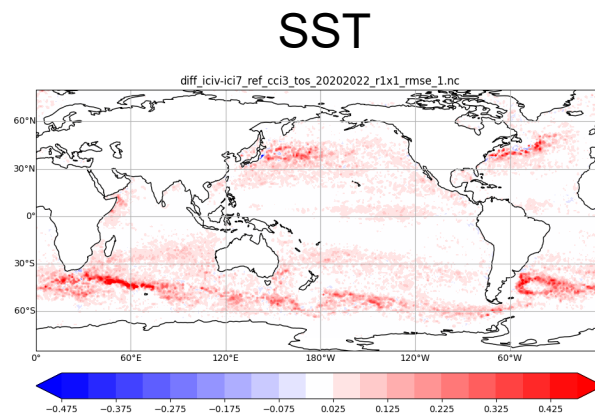 SST
diff_iciv-ici7_ref_cci3_tos_20202022_r1x1_rmse_1.nc
60°N
30°N
0°
30°S
60°S
0° 60°E 120°E 180°W 120°W 60°W
−0.475 −0.375 −0.275 −0.175 −0.075 0.025 0.125 0.225 0.325 0.425